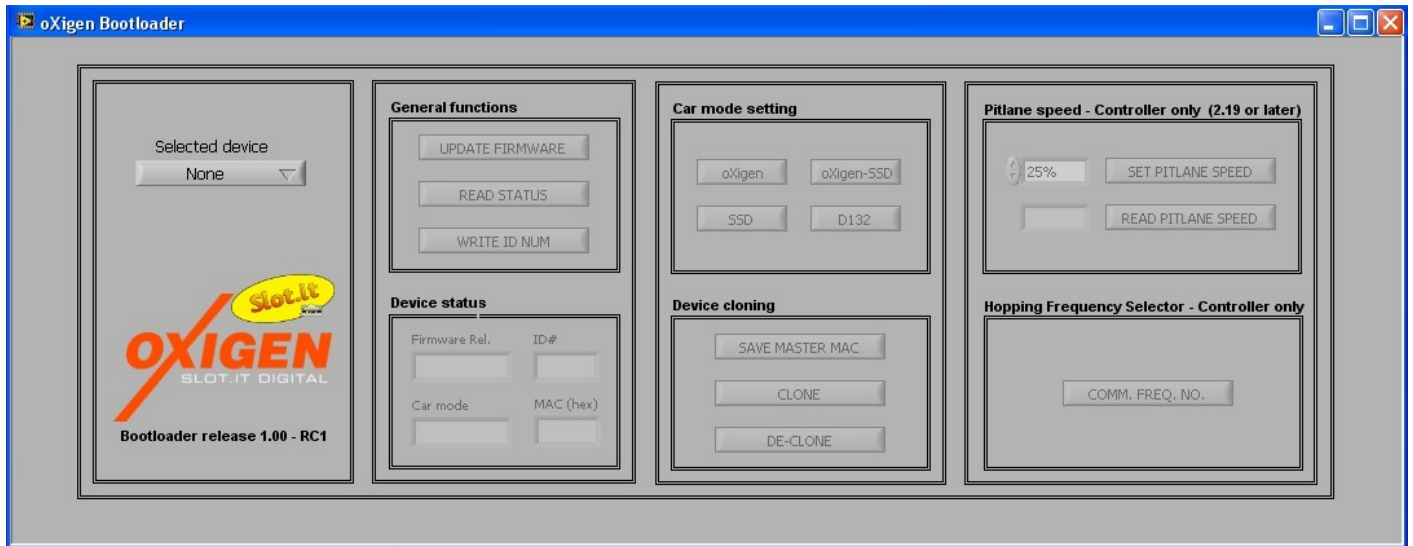 oXigen Bootloader
Selected device
None
Slot.it
OXIGEN
SLOT.IT DIGITAL
Bootloader release 1.00 - RC1
General functions
UPDATE FIRMWARE
READ STATUS
WRITE ID NUM
Device status
Firmware Rel. ID#
Car mode MAC (hex)
Car mode setting
oXigen oXigen-SSD
SSD D132
Device cloning
SAVE MASTER MAC
CLONE
DE-CLONE
Pitlane speed - Controller only (2.19 or later)
25% SET PITLANE SPEED
READ PITLANE SPEED
Hopping Frequency Selector - Controller only
COMM. FREQ. NO.